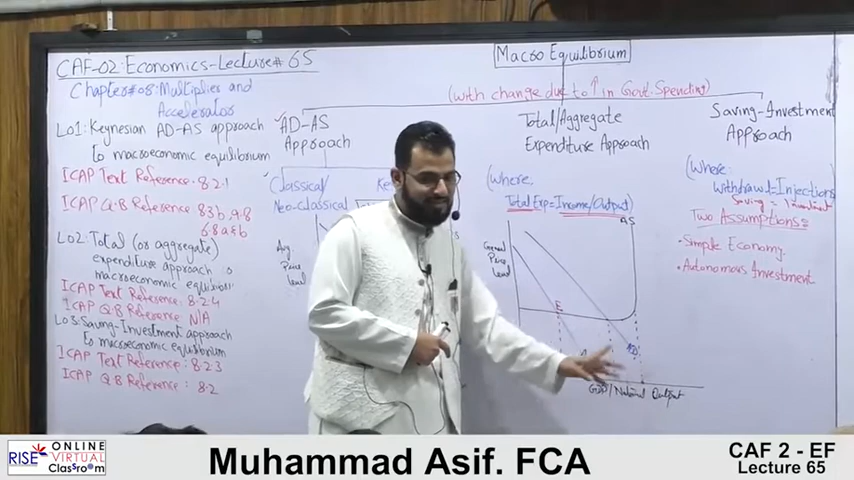 CAF-02: Economics-Lecture# 65
Chapter#08: Multiplier and
Accelerator
LO1: Keynesian AD-AS approach
to macroeconomic equilibrium
ICAP Text Reference: 8.2.1
ICAP Q.B Reference 8.3b, 9.8
6.8a&b
LO2: Total (or aggregate)
expenditure approach to
macroeconomic equilibrium
ICAP Text Reference: 8.2.4
ICAP Q.B Reference: N/A
LO3: Saving-Investment approach
to macroeconomic equilibrium
ICAP Text Reference: 8.2.3
ICAP Q.B Reference: 8.2
Macro Equilibrium
(with change due to ↑ in Govt. Spending)
AD-AS
Approach
Classical/
Neo-classical
Avg.
Price
Level
Total/Aggregate
Expenditure Approach
(where,
Total Exp=Income/Output)
AS
General
Price
Level
E
AD
GDP/National Output
Saving-Investment
Approach
(Where:
Withdrawl=Injections
Saving = Investment
Two Assumptions:
• Simple Economy.
• Autonomous Investment
RISE
ONLINE
VIRTUAL
Classroom
Muhammad Asif. FCA
CAF 2 - EF
Lecture 65